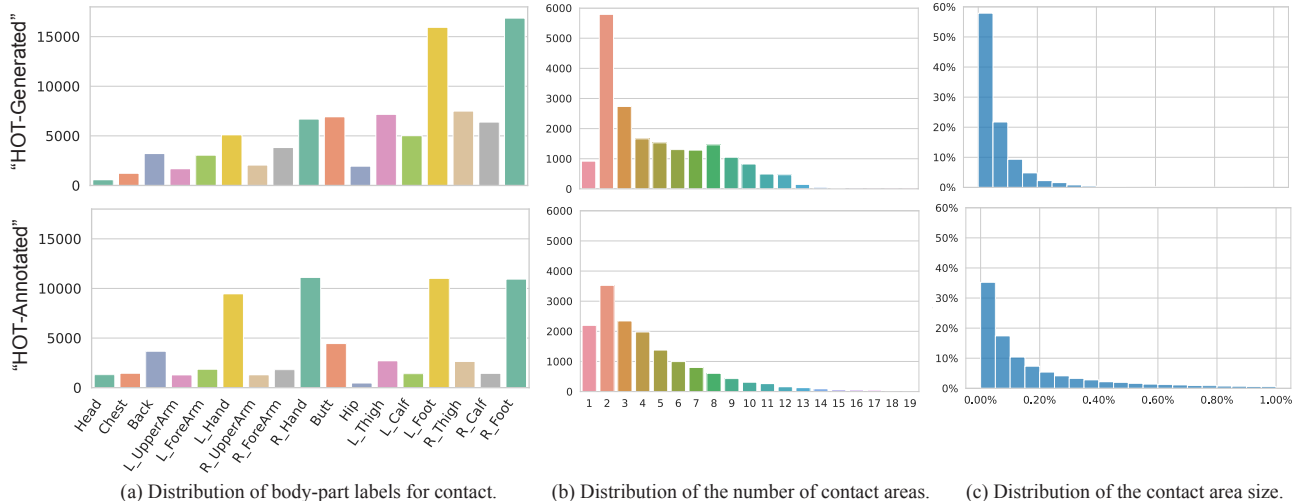 “HOT-Generated”
15000
10000
5000
0
6000
5000
4000
3000
2000
1000
0
60%
50%
40%
30%
20%
10%
0%
“HOT-Annotated”
15000
10000
5000
0
Head
Chest
Back
L_UpperArm
L_ForeArm
L_Hand
R_UpperArm
R_ForeArm
R_Hand
Butt
Hip
L_Thigh
L_Calf
L_Foot
R_Thigh
R_Calf
R_Foot
6000
5000
4000
3000
2000
1000
0
1 2 3 4 5 6 7 8 9 10 11 12 13 14 15 16 17 18 19
60%
50%
40%
30%
20%
10%
0%
0.00% 0.20% 0.40% 0.60% 0.80% 1.00%
(a) Distribution of body-part labels for contact.
(b) Distribution of the number of contact areas.
(c) Distribution of the contact area size.